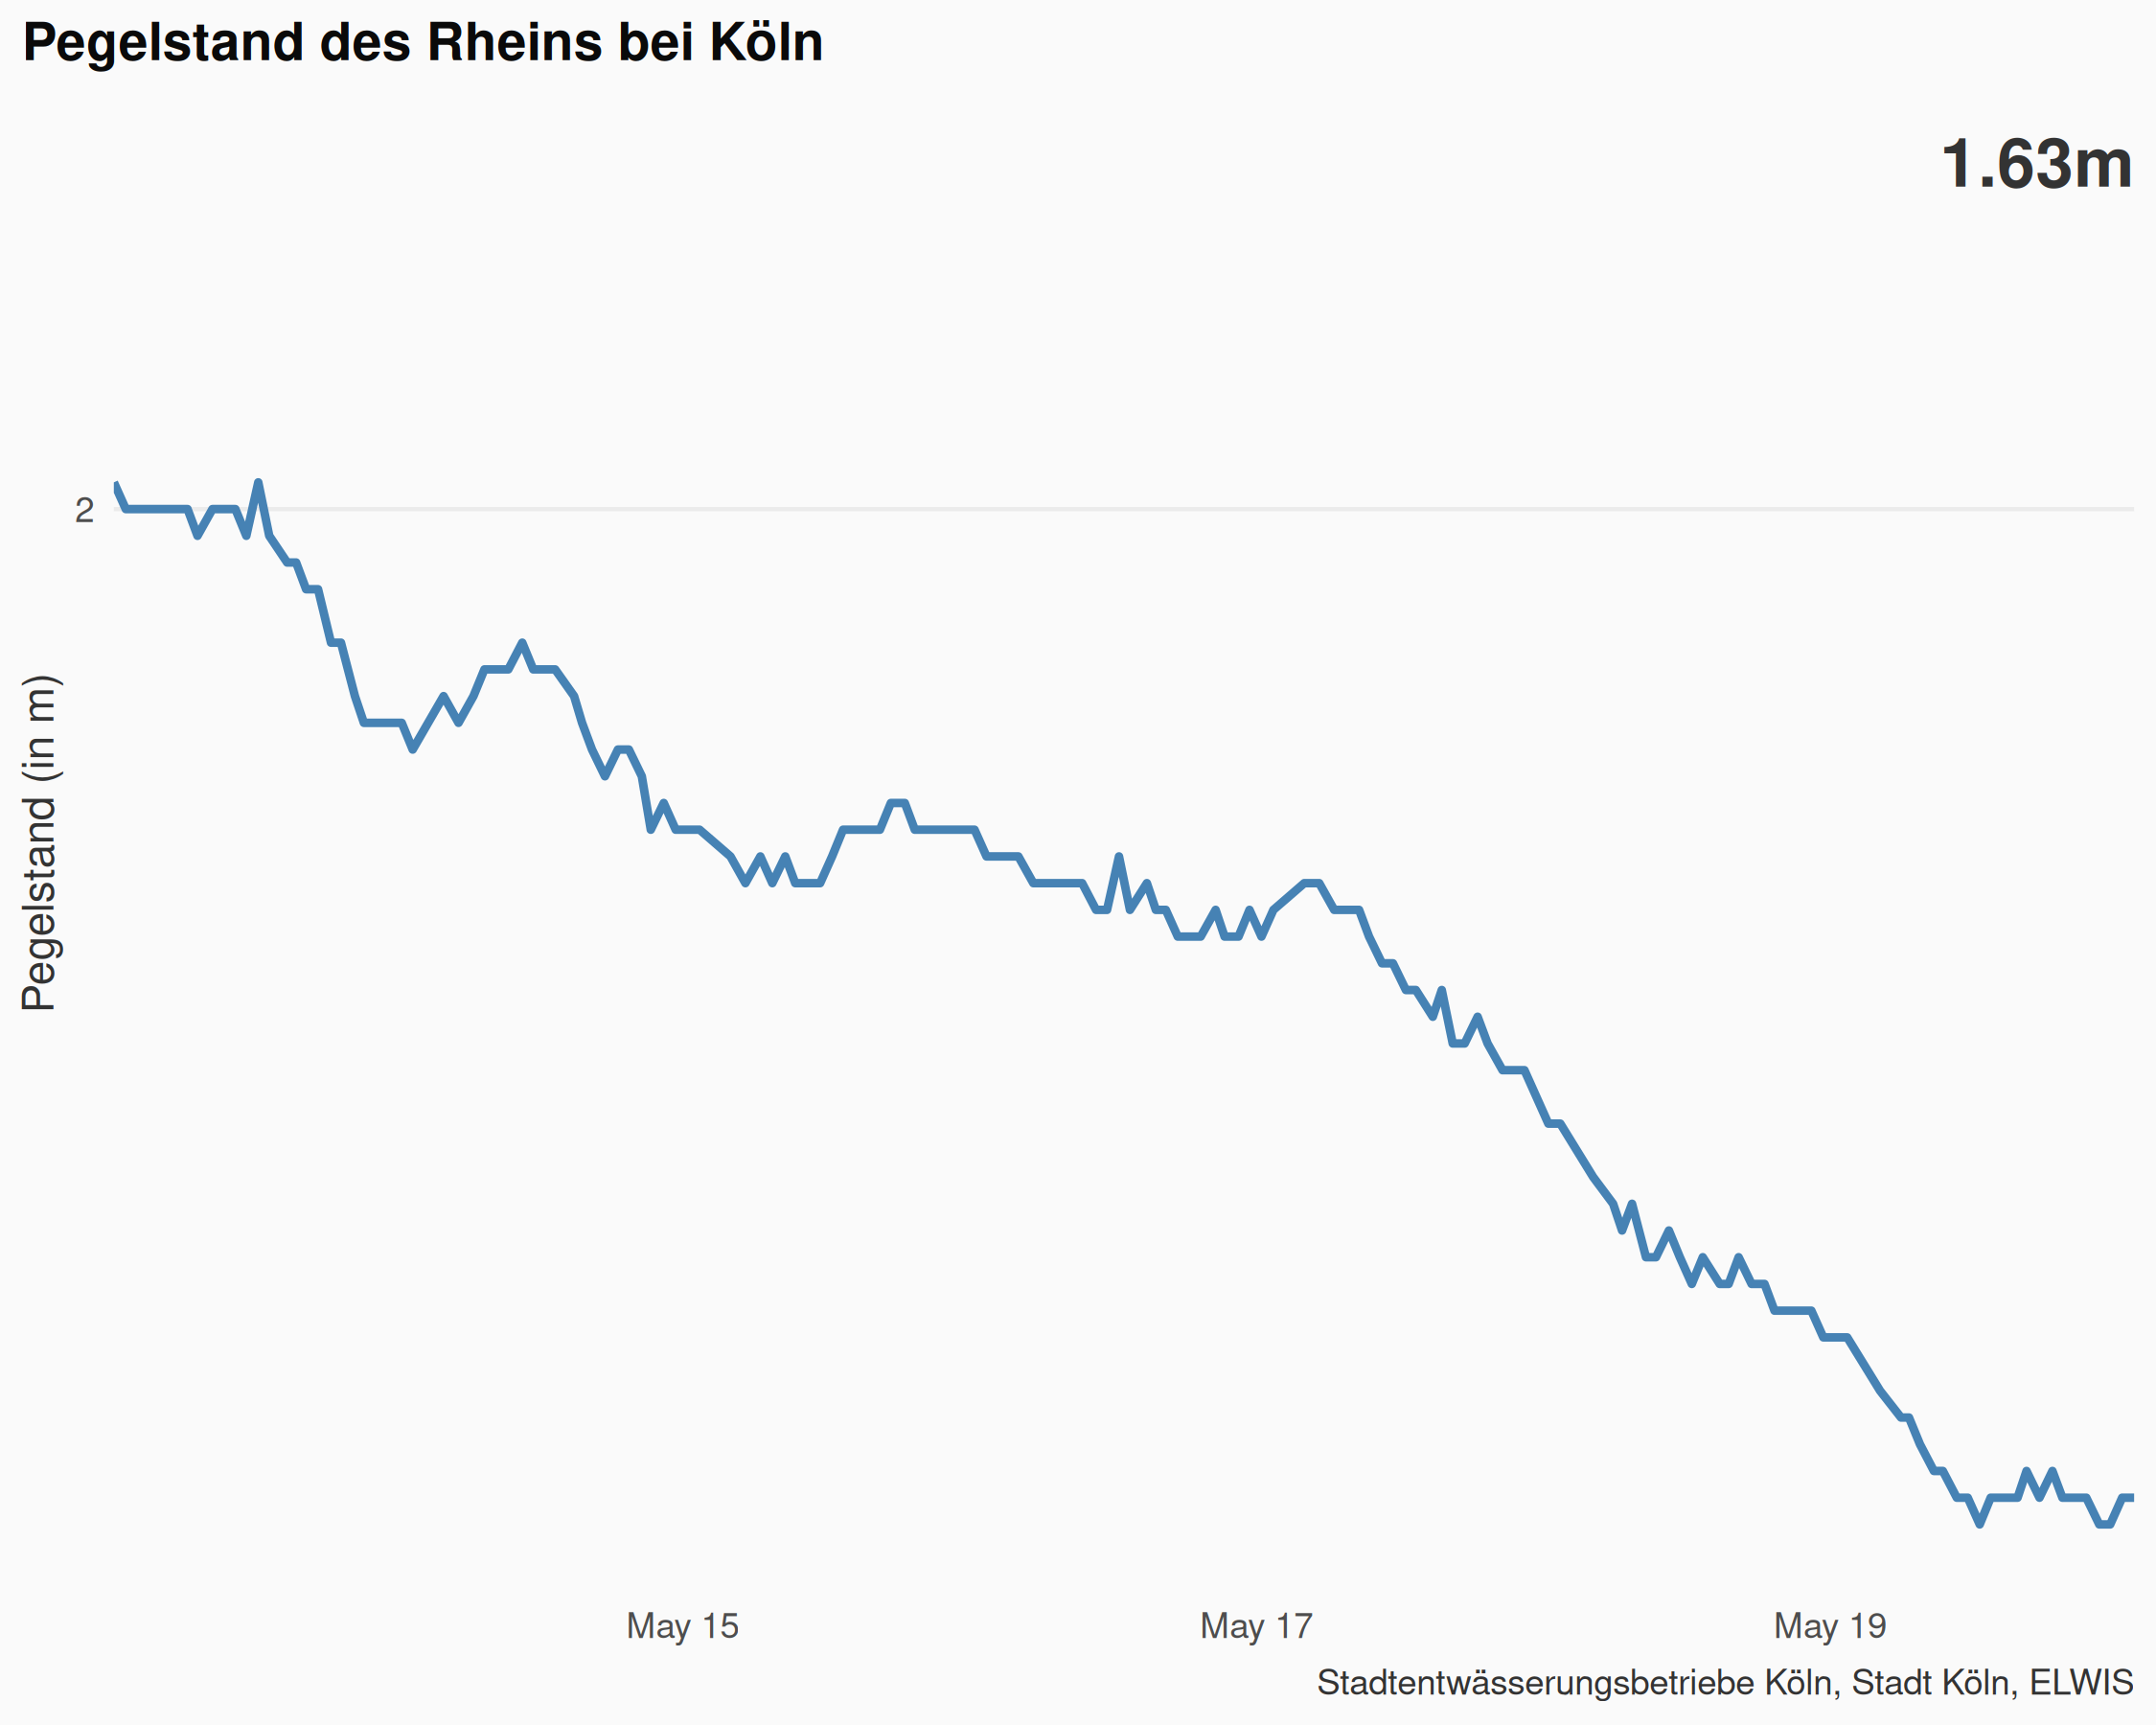 Pegelstand des Rheins bei Köln
1.63m
2
Pegelstand (in m)
May 15
May 17
May 19
Stadtentwässerungsbetriebe Köln, Stadt Köln, ELWIS